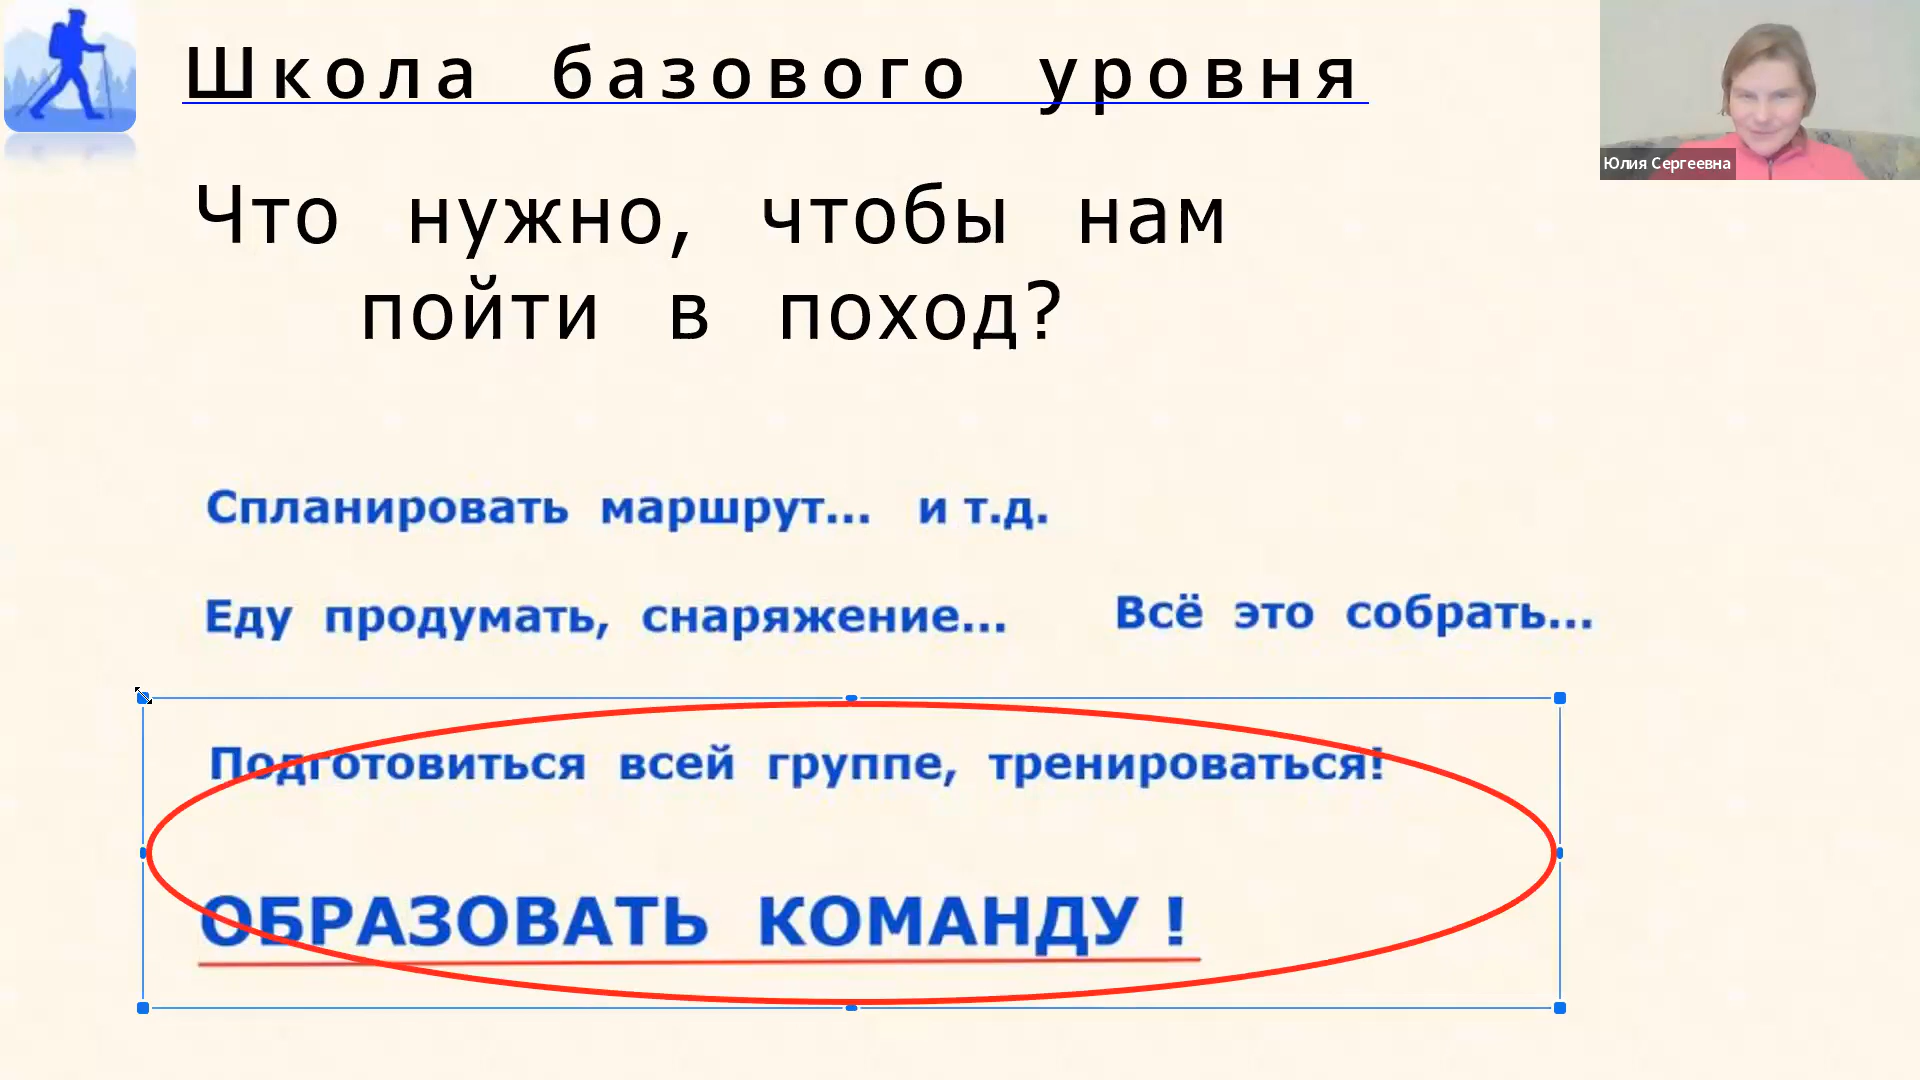 Школа базового уровня
Юлия Сергеевна
Что нужно, чтобы нам
пойти в поход?
Спланировать маршрут... и т.д.
Еду продумать, снаряжение... Всё это собрать...
Подготовиться всей группе, тренироваться!
ОБРАЗОВАТЬ КОМАНДУ !